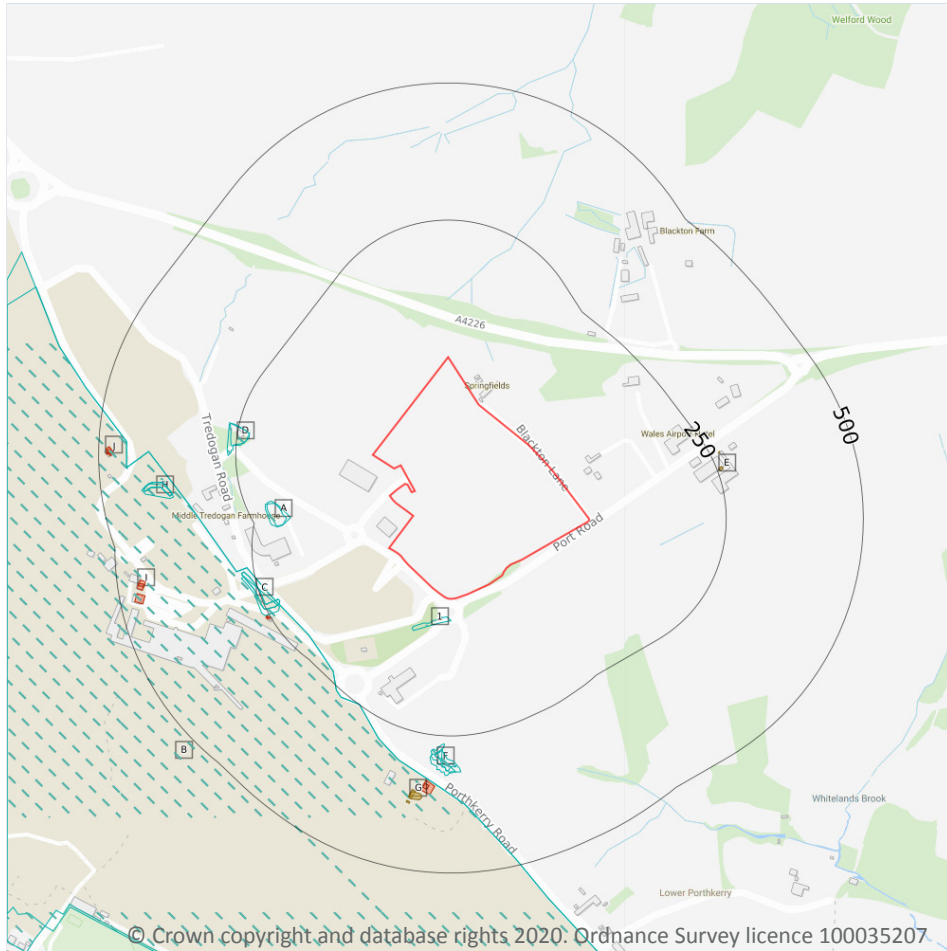 Welford Wood
Blackton Farm
A4226
Springfields
500
250
Wales Airport Hotel
Blackton Lane
Tredogan Road
D
J
E
H
A
Middle Tredogan Farmhouse
Port Road
I
C
1
B
F
G
Porthkerry Road
Whitelands Brook
Lower Porthkerry
© Crown copyright and database rights 2020. Ordnance Survey licence 100035207.